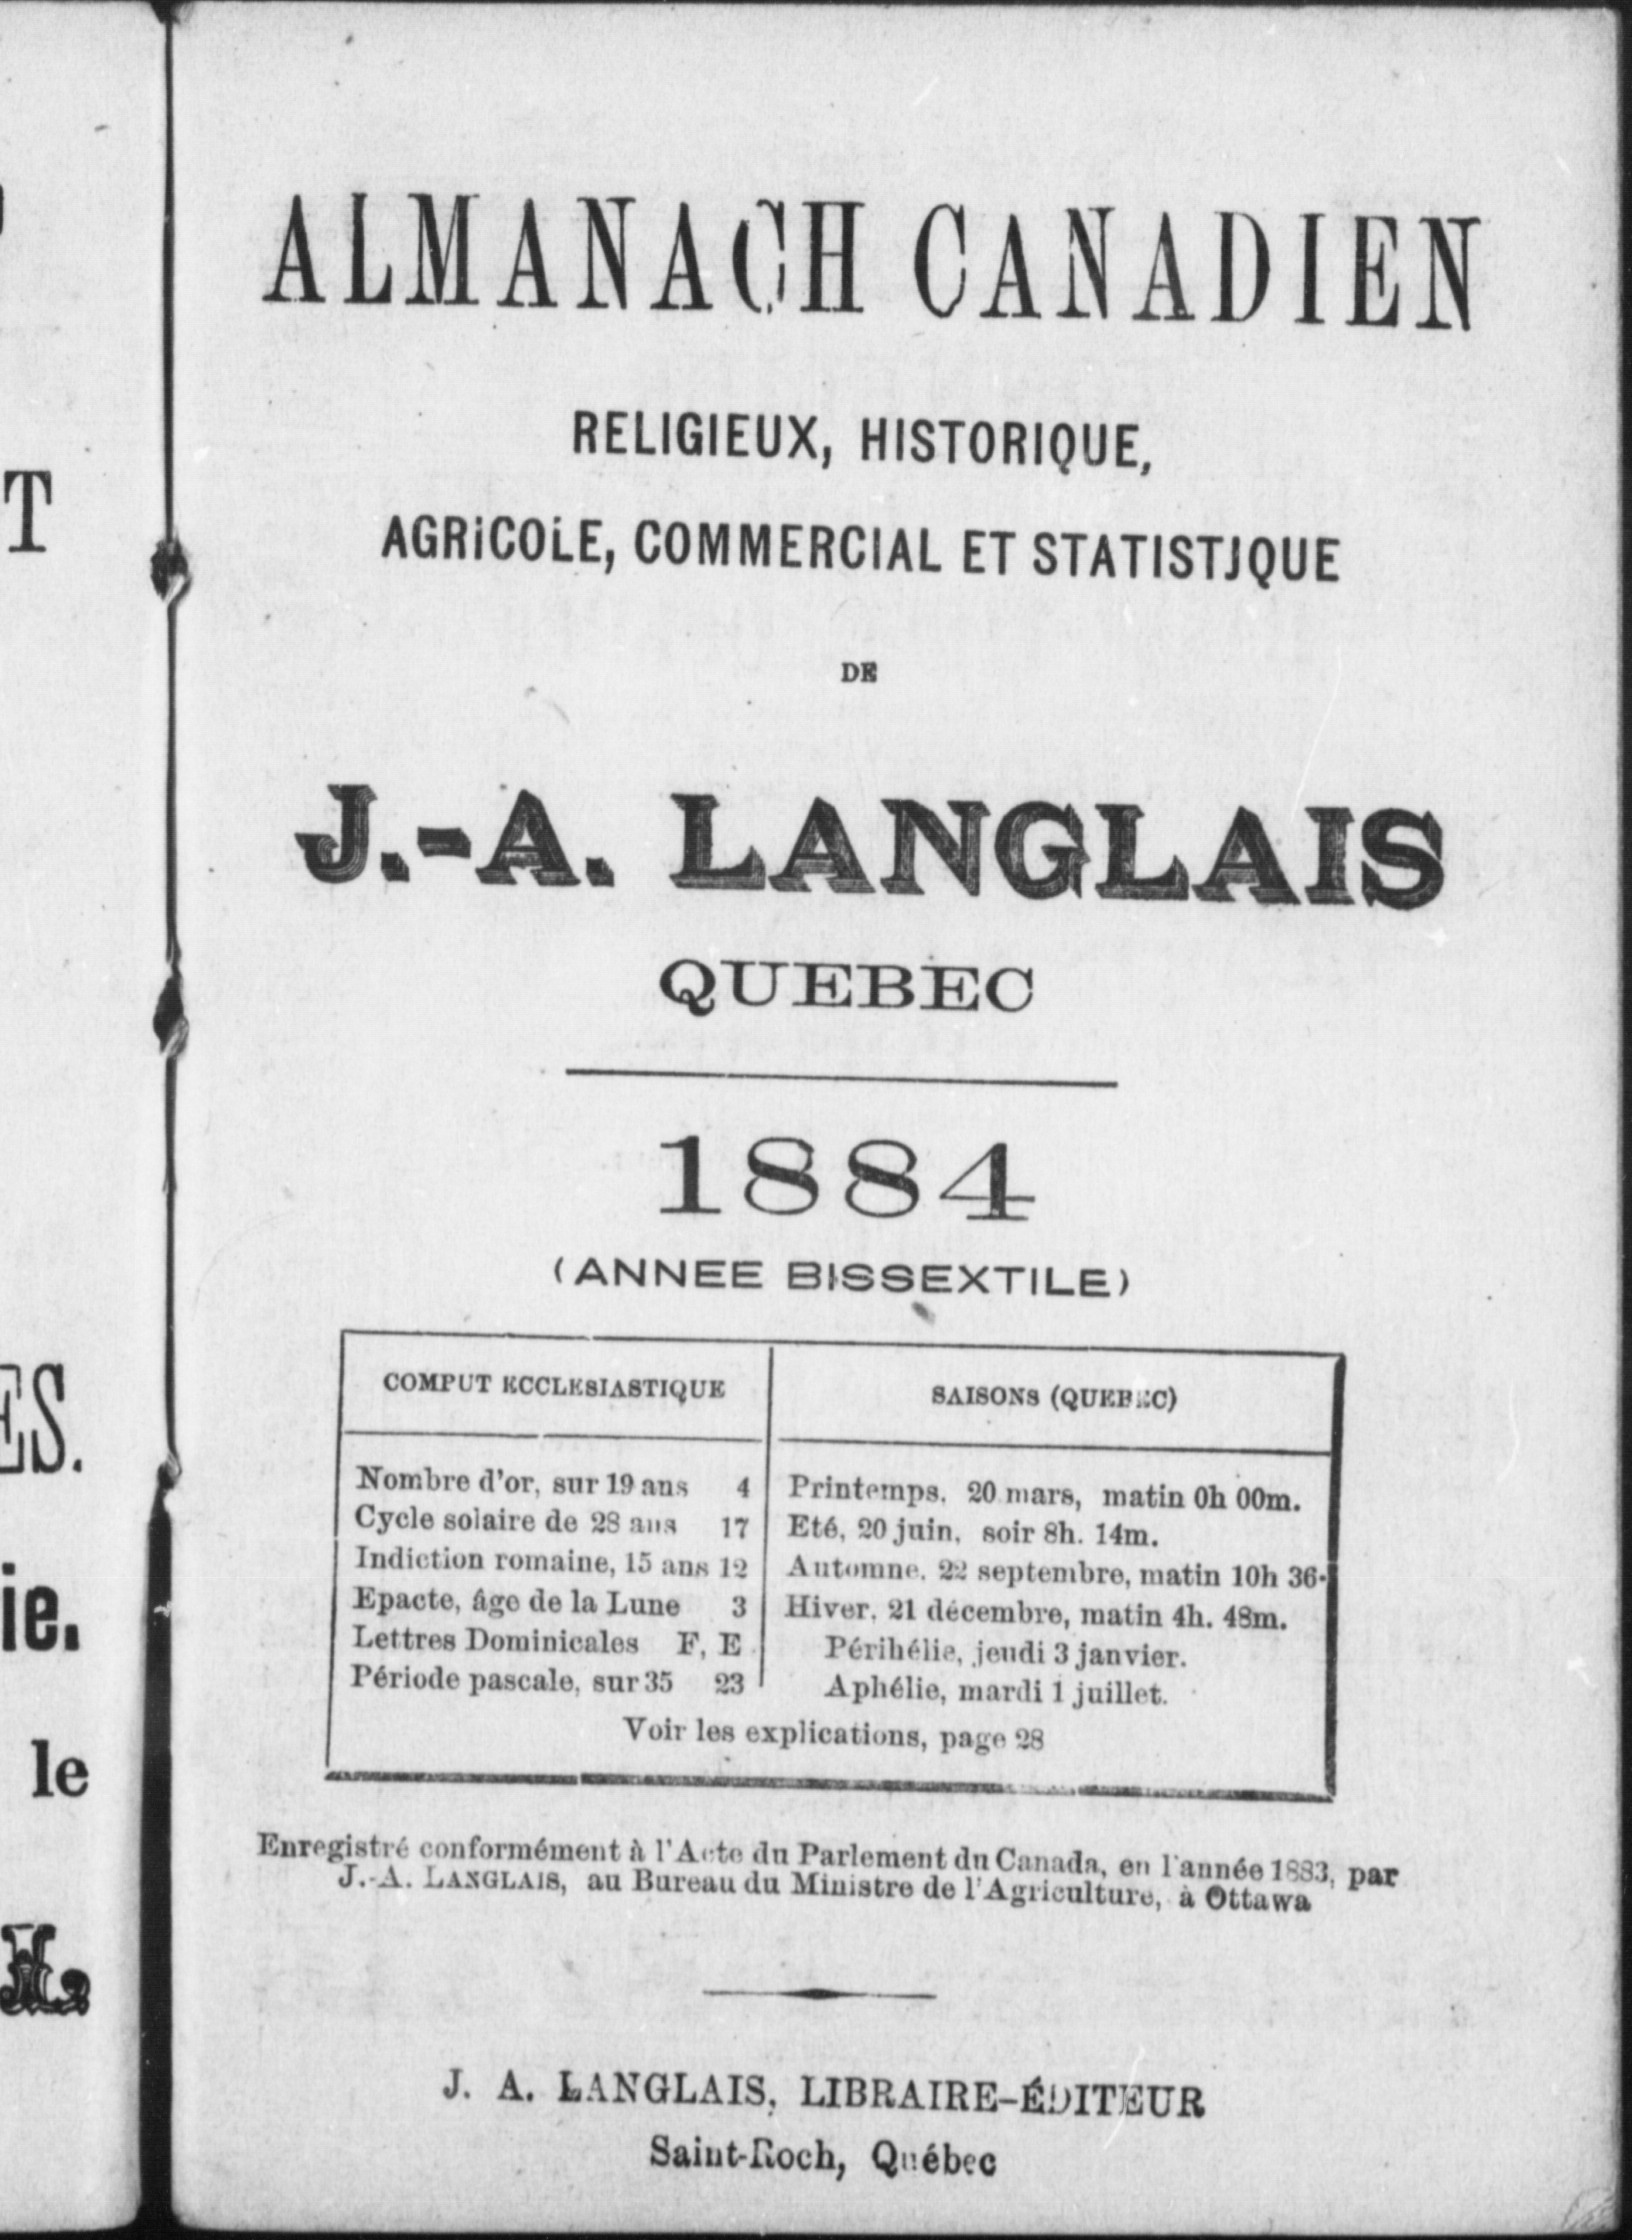 ALMANACH CANADIEN
RELIGIEUX, HISTORIQUE,
AGRiCOLE, COMMERCIAL ET STATISTJQUE
DE
J.-A. LANGLAIS
QUEBEC
1884
(ANNEE BISSEXTILE)
COMPUT ECCLESIASTIQUE
Nombre d'or, sur 19 ans 4
Cycle solaire de 28 ans 17
Indiction romaine, 15 ans 12
Epacte, âge de la Lune 3
Lettres Dominicales F, E
Période pascale, sur 35 23
SAISONS (QUEBEC)
Printemps, 20 mars, matin 0h 00m.
Eté, 20 juin, soir 8h. 14m.
Automne, 22 septembre, matin 10h 36.
Hiver, 21 décembre, matin 4h. 48m.
Périhélie, jeudi 3 janvier.
Aphélie, mardi 1 juillet.
Voir les explications, page 28
Enregistré conformément à l'Acte du Parlement du Canada, en l'année 1883, par
J.-A. LANGLAIS, au Bureau du Ministre de l'Agriculture, à Ottawa
J. A. LANGLAIS, LIBRAIRE-ÉDITEUR
Saint-Roch, Québec
T
ES.
ie.
le